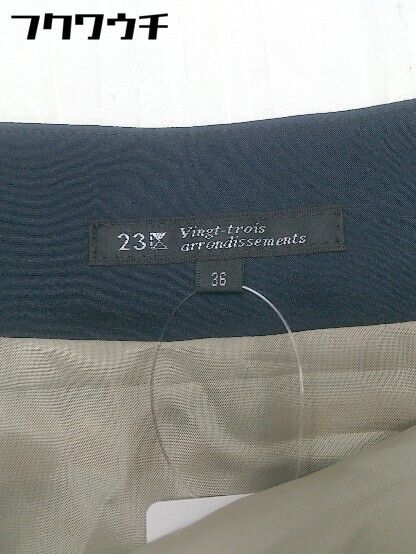 フクワウチ
23区 Vingt-trois
arrondissements
36